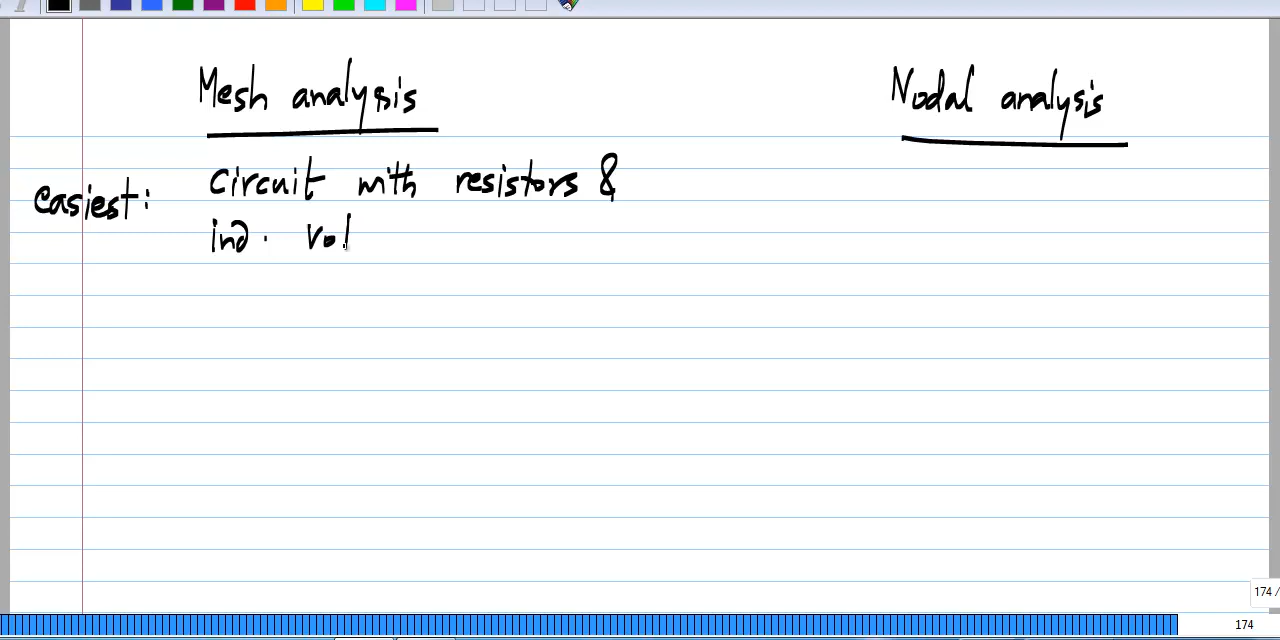 Mesh analysis
Nodal analysis
easiest: circuit with resistors &
ind. vol
174 /
174